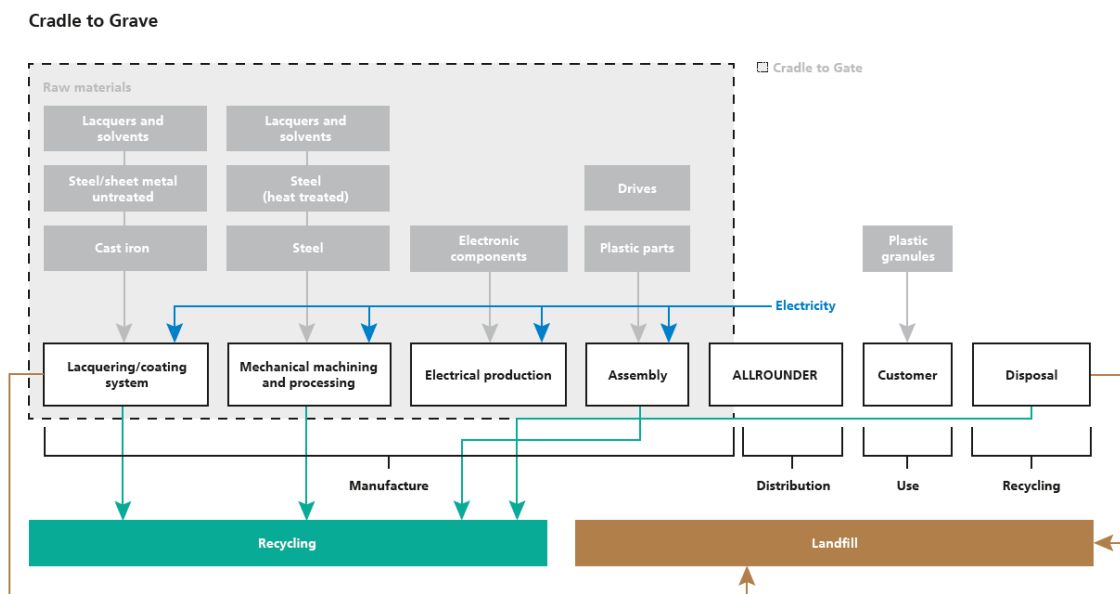 Cradle to Grave
Cradle to Gate
Raw materials
Lacquers and
solvents
Lacquers and
solvents
Steel/sheet metal
untreated
Steel
(heat treated)
Drives
Cast iron
Steel
Electronic
components
Plastic parts
Plastic
granules
Electricity
Lacquering/coating
system
Mechanical machining
and processing
Electrical production
Assembly
ALLROUNDER
Customer
Disposal
Manufacture
Distribution
Use
Recycling
Recycling
Landfill